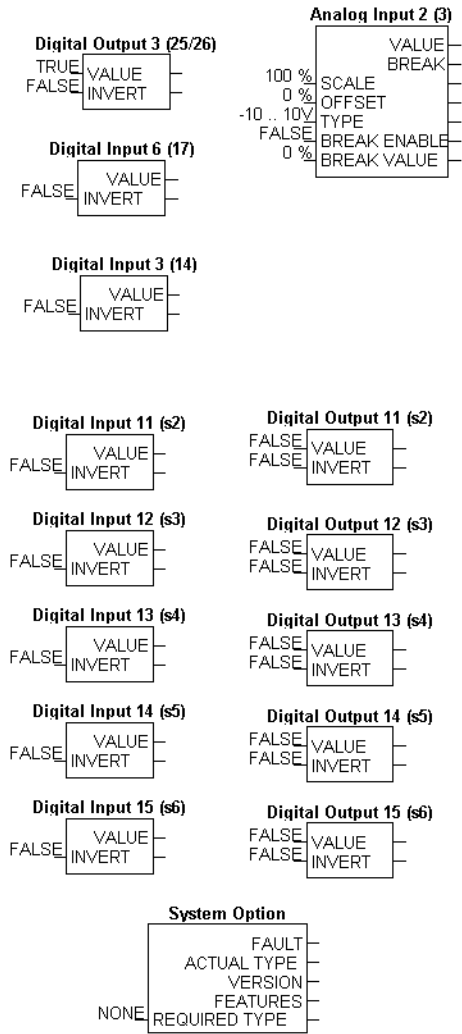 Digital Output 3 (25/26)
TRUE VALUE
FALSE INVERT
Analog Input 2 (3)
VALUE
BREAK
100 % SCALE
0 % OFFSET
-10 .. 10V TYPE
FALSE BREAK ENABLE
0 % BREAK VALUE
Digital Input 6 (17)
VALUE
FALSE INVERT
Digital Input 3 (14)
VALUE
FALSE INVERT
Digital Input 11 (s2)
VALUE
FALSE INVERT
Digital Output 11 (s2)
FALSE VALUE
FALSE INVERT
Digital Input 12 (s3)
VALUE
FALSE INVERT
Digital Output 12 (s3)
FALSE VALUE
FALSE INVERT
Digital Input 13 (s4)
VALUE
FALSE INVERT
Digital Output 13 (s4)
FALSE VALUE
FALSE INVERT
Digital Input 14 (s5)
VALUE
FALSE INVERT
Digital Output 14 (s5)
FALSE VALUE
FALSE INVERT
Digital Input 15 (s6)
VALUE
FALSE INVERT
Digital Output 15 (s6)
FALSE VALUE
FALSE INVERT
System Option
FAULT
ACTUAL TYPE
VERSION
FEATURES
NONE REQUIRED TYPE